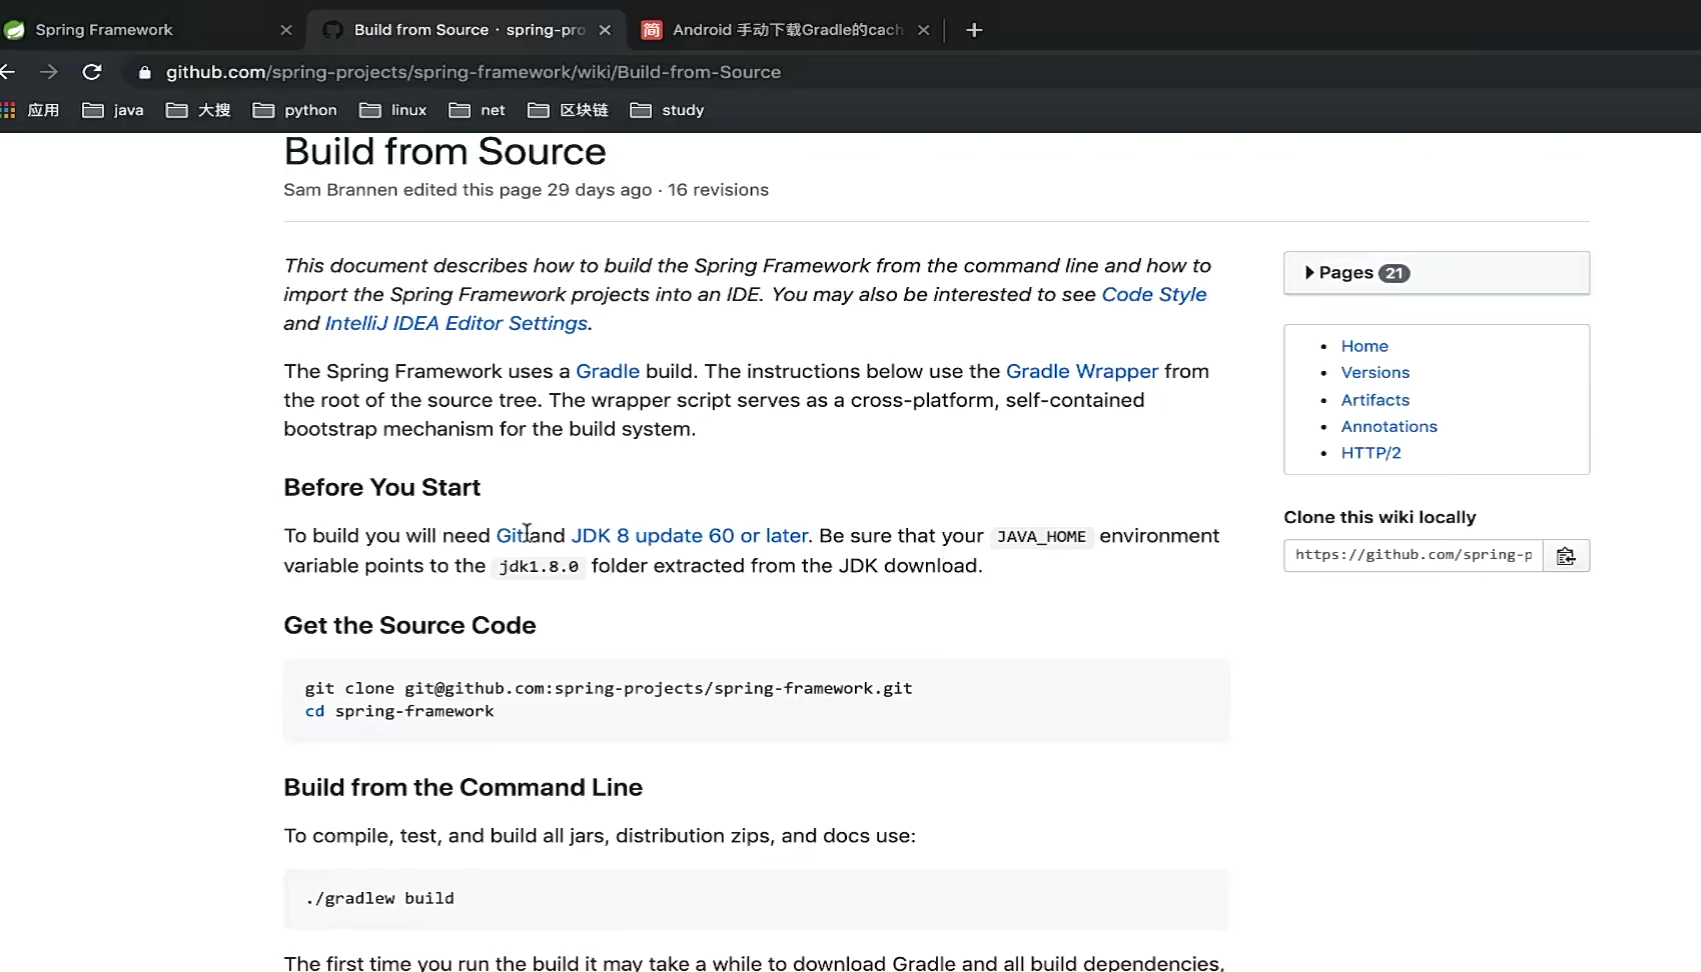 Spring Framework
Build from Source · spring-pro
简 Android 手动下载Gradle的cach
github.com/spring-projects/spring-framework/wiki/Build-from-Source
应用 java 大搜 python linux net 区块链 study
Build from Source
Sam Brannen edited this page 29 days ago · 16 revisions
This document describes how to build the Spring Framework from the command line and how to
import the Spring Framework projects into an IDE. You may also be interested to see Code Style
and IntelliJ IDEA Editor Settings.
The Spring Framework uses a Gradle build. The instructions below use the Gradle Wrapper from
the root of the source tree. The wrapper script serves as a cross-platform, self-contained
bootstrap mechanism for the build system.
Before You Start
To build you will need Git and JDK 8 update 60 or later. Be sure that your JAVA_HOME environment
variable points to the jdk1.8.0 folder extracted from the JDK download.
Get the Source Code
git clone git@github.com:spring-projects/spring-framework.git
cd spring-framework
Build from the Command Line
To compile, test, and build all jars, distribution zips, and docs use:
./gradlew build
The first time you run the build it may take a while to download Gradle and all build dependencies,
Pages 21
Home
Versions
Artifacts
Annotations
HTTP/2
Clone this wiki locally
https://github.com/spring-p